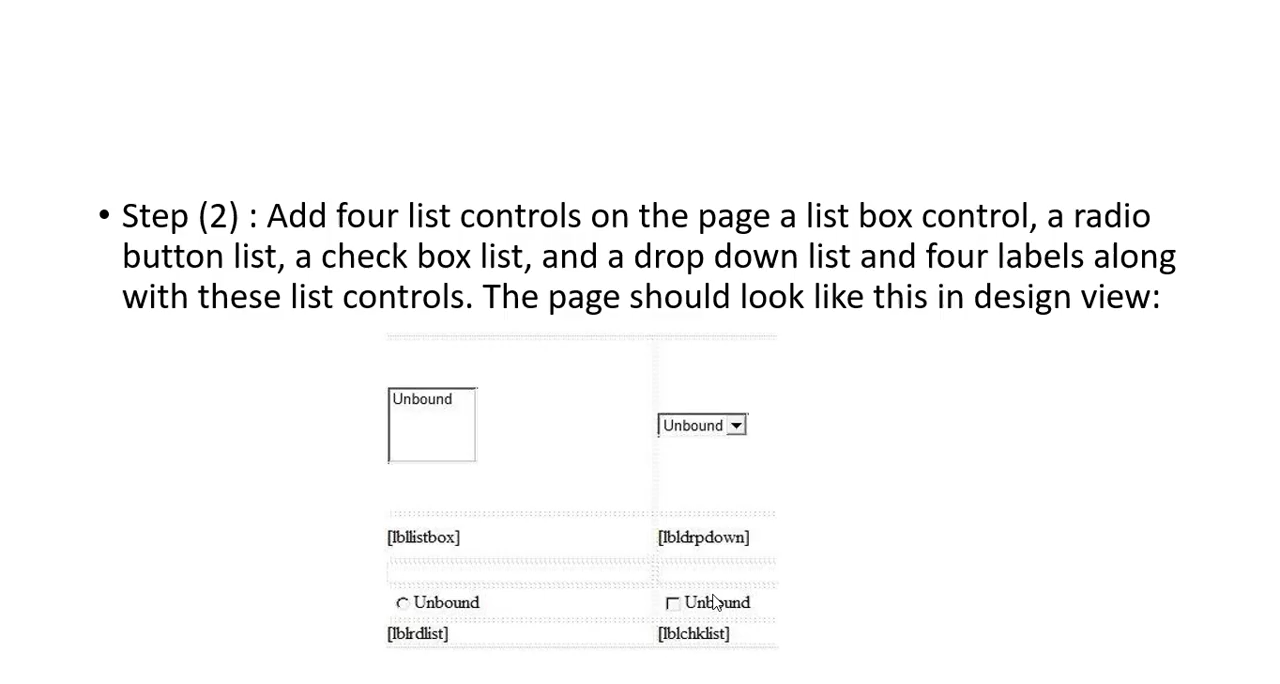 • Step (2) : Add four list controls on the page a list box control, a radio
button list, a check box list, and a drop down list and four labels along
with these list controls. The page should look like this in design view:
Unbound
Unbound
[lbllistbox] [lbldrpdown]
Unbound Unbound
[lblrdlist] [lblchklist]